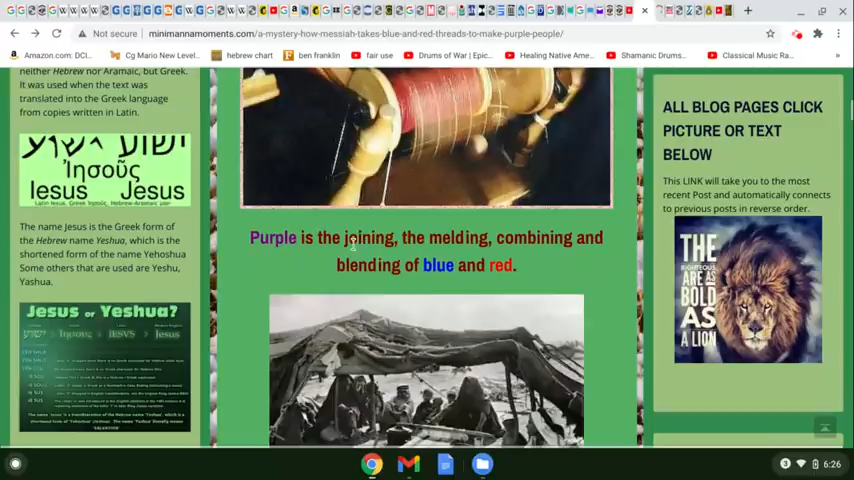 Not secure
minimannamoments.com/a-mystery-how-messiah-takes-blue-and-red-threads-to-make-purple-people/
Amazon.com: DCI...
Cg Mario New Level...
hebrew chart
ben franklin
fair use
Drums of War | Epic...
Healing Native Ame...
Shamanic Drums...
Classical Music Ra...
neither Hebrew nor Aramaic, but Greek.
It was used when the text was
translated into the Greek language
from copies written in Latin.
ישוע
Ἰησοῦς
Iesus Jesus
The name Jesus is the Greek form of
the Hebrew name Yeshua, which is the
shortened form of the name Yehoshua
Some others that are used are Yeshu,
Yashua.
Jesus or Yeshua?
Purple is the joining, the melding, combining and
blending of blue and red.
ALL BLOG PAGES CLICK
PICTURE OR TEXT
BELOW
This LINK will take you to the most
recent Post and automatically connects
to previous posts in reverse order.
THE
RIGHTEOUS
ARE AS
BOLD
AS
A LION
3
6:26